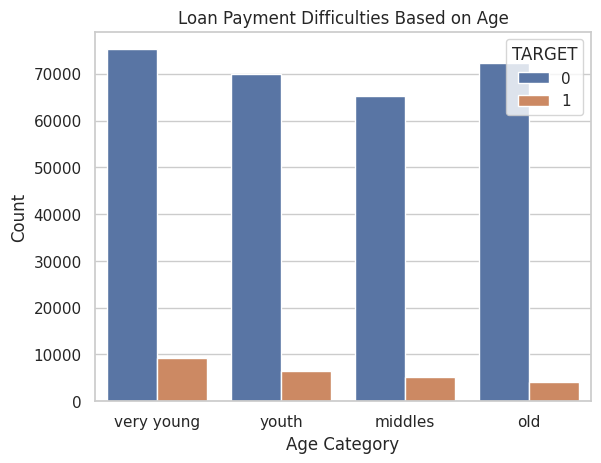 Loan Payment Difficulties Based on Age
TARGET
0
1
70000
60000
50000
40000
30000
20000
10000
0
Count
very young youth middles old
Age Category